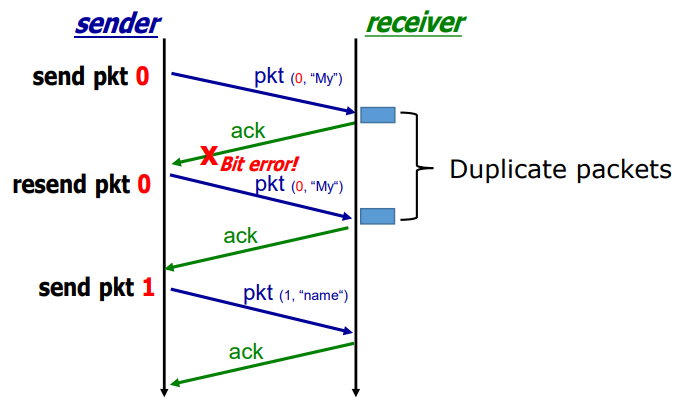 sender
receiver
send pkt 0
pkt (0, “My”)
ack
X
Bit error!
resend pkt 0
pkt (0, “My“)
Duplicate packets
ack
send pkt 1
pkt (1, “name“)
ack